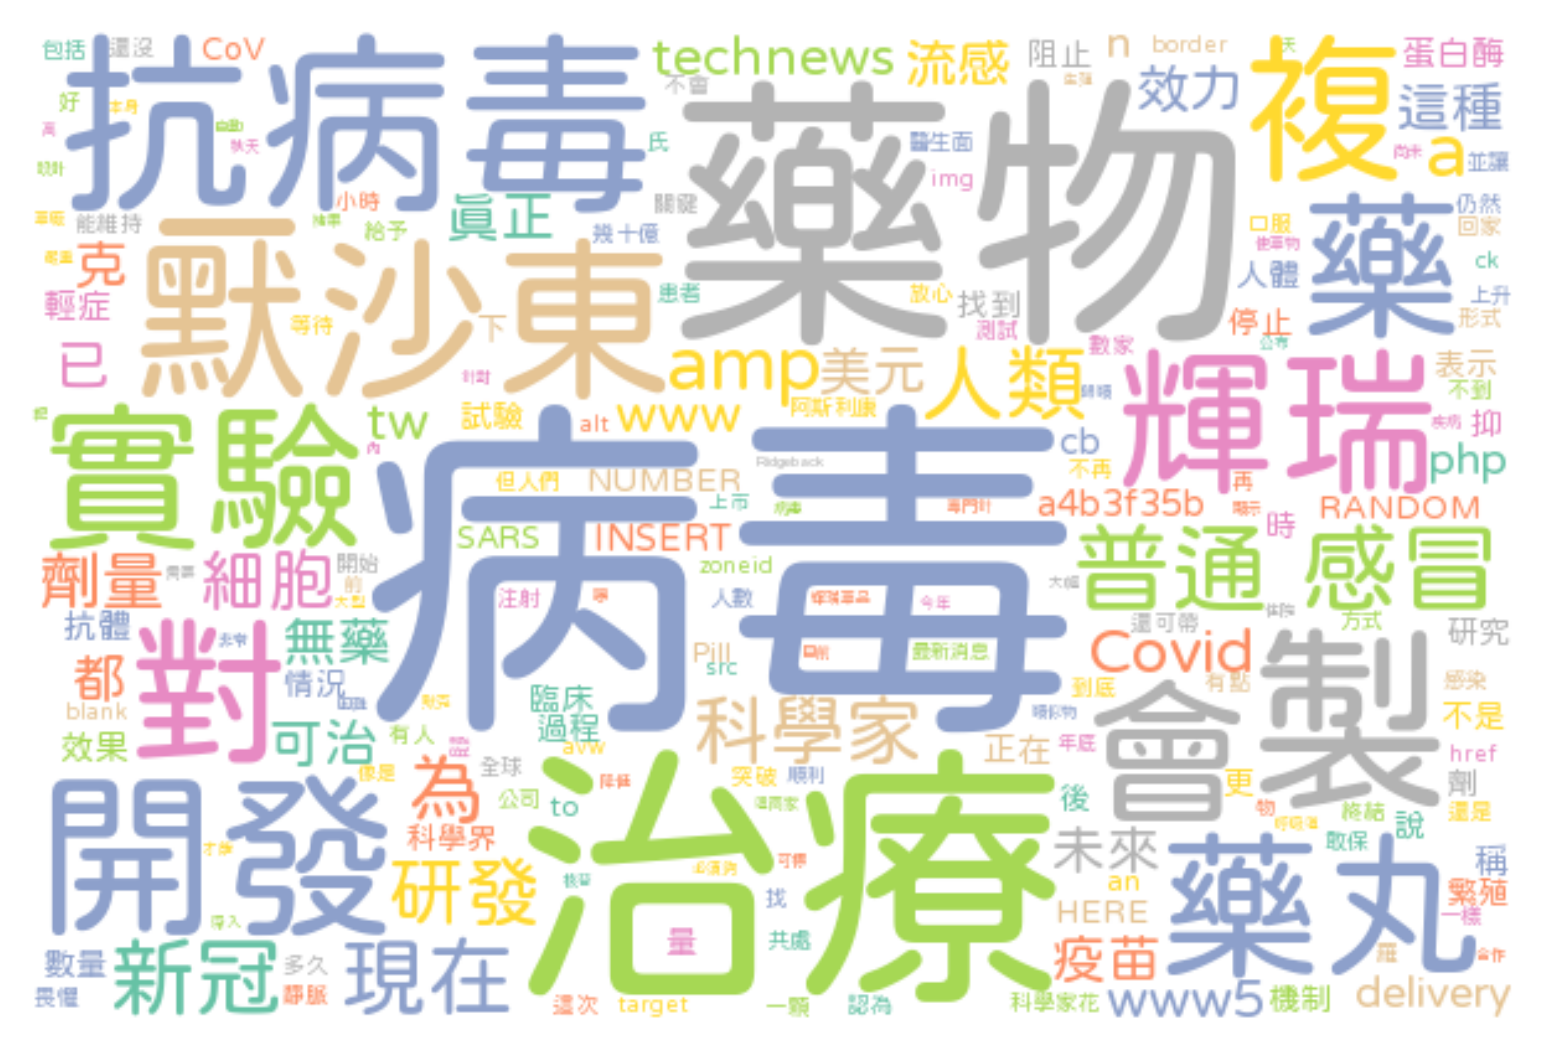 包括 還沒 CoV technews 流感 阻止 n border 複 蛋白酶
好 本身 抗病毒 不會 藥物 效力 這種
氏 醫生面 a 並讓
小時 img
能維持 給予 真正 幾十億 關鍵 口服 藥 仍然
回家
克 默沙東 患者 放心 找到 人體 ck
輕症 等待 下 測試 停止 上升
形式
已 amp 美元 人類 數家 輝瑞 表示
不到
實驗 tw 試驗 alt www 阿斯利康 cb 抑
但人們 NUMBER Ridgeback 不再 php
病毒 上市 a4b3f35b 再 RANDOM
SARS INSERT 時
劑量 細胞 開始 zoneid 普通 感冒
前
大型 注射 人數 今年
抗體 無藥 還可帶 方式 研究
都 對 情況 Pill 最新消息 Covid
src 到底 有點 感染
blank 臨床 會 製 不是
效果 可治 有人 過程 科學家 正在 年底 href
avw
像是 為 全球 突破 順利 更 劑
開發 公司 to 治療 後 物 終結 還是
科學界 敢保 說
研發 未來 藥丸 稱
找 an 繁殖
HERE 一樣
數量 新冠 多久 現在 量 共處 疫苗
畏懼 靜脈 這次 target 一顆 認為 科學家花 www5 機制 delivery